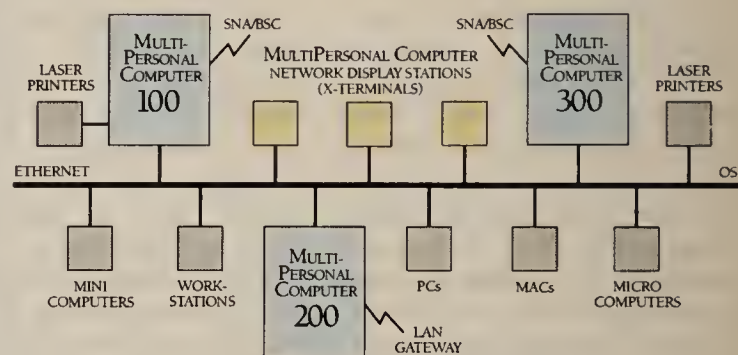 SNA/BSC
MULTI-
PERSONAL
COMPUTER
100
LASER
PRINTERS
MULTIPERSONAL COMPUTER
NETWORK DISPLAY STATIONS
(X-TERMINALS)
SNA/BSC
MULTI-
PERSONAL
COMPUTER
300
LASER
PRINTERS
ETHERNET
OS
MINI
COMPUTERS
WORK-
STATIONS
MULTI-
PERSONAL
COMPUTER
200
LAN
GATEWAY
PCs
MACs
MICRO
COMPUTERS